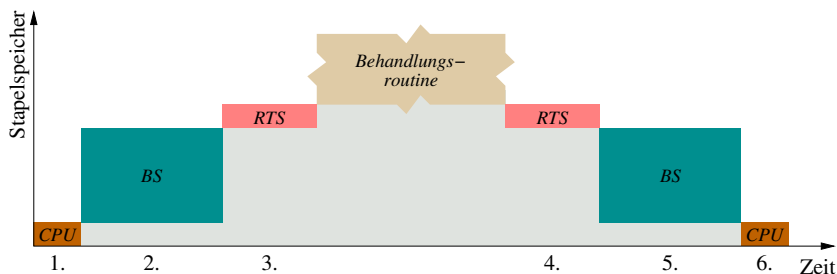 Stapelspeicher
Behandlungs−
routine
RTS
RTS
BS
BS
CPU
CPU
1.
2.
3.
4.
5.
6.
Zeit